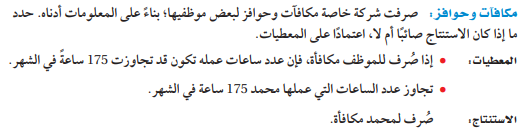 مكافآت وحوافز: صرفت شركة خاصة مكافآت وحوافز لبعض موظفيها؛ بناءً على المعلومات أدناه. حدد
ما إذا كان الاستنتاج صائبًا أم لا، اعتمادًا على المعطيات.
المعطيات: • إذا صُرف للموظف مكافأة، فإن عدد ساعات عمله تكون قد تجاوزت 175 ساعةً في الشهر.
• تجاوز عدد الساعات التي عملها محمد 175 ساعة في الشهر.
الاستنتاج: صُرف لمحمد مكافأة.